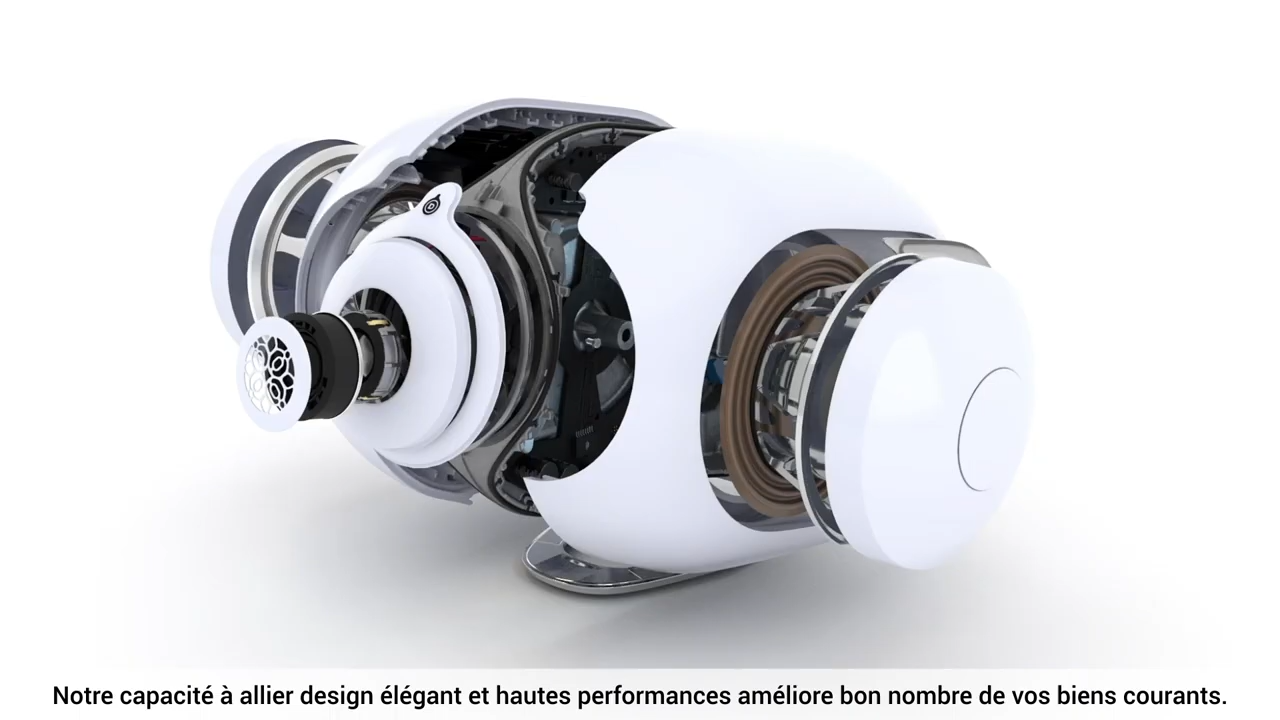 Notre capacité à allier design élégant et hautes performances améliore bon nombre de vos biens courants.